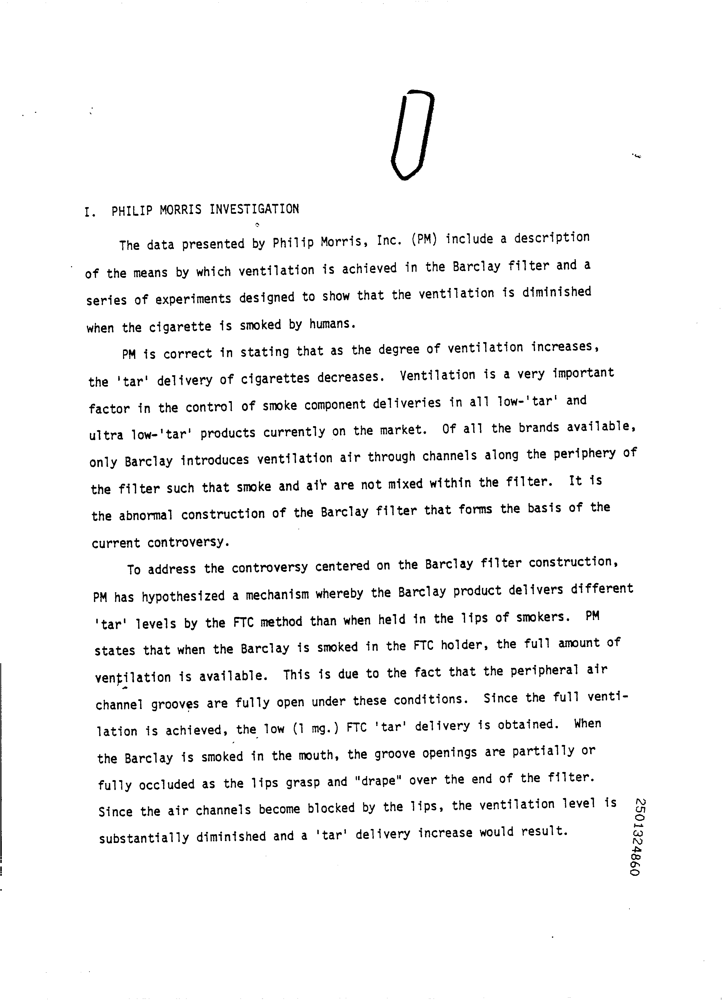 I. PHILIP MORRIS INVESTIGATION
The data presented by Philip Morris, Inc. (PM) include a description
of the means by which ventilation is achieved in the Barclay filter and a
series of experiments designed to show that the ventilation is diminished
when the cigarette is smoked by humans.
PM is correct in stating that as the degree of ventilation increases,
the 'tar' delivery of cigarettes decreases. Ventilation is a very important
factor in the control of smoke component deliveries in all low-'tar' and
ultra low-'tar' products currently on the market. Of all the brands available,
only Barclay introduces ventilation air through channels along the periphery of
the filter such that smoke and air are not mixed within the filter. It is
the abnormal construction of the Barclay filter that forms the basis of the
current controversy.
To address the controversy centered on the Barclay filter construction,
PM has hypothesized a mechanism whereby the Barclay product delivers different
'tar' levels by the FTC method than when held in the lips of smokers. PM
states that when the Barclay is smoked in the FTC holder, the full amount of
ventilation is available. This is due to the fact that the peripheral air
channel grooves are fully open under these conditions. Since the full venti-
lation is achieved, the low (1 mg.) FTC 'tar' delivery is obtained. When
the Barclay is smoked in the mouth, the groove openings are partially or
fully occluded as the lips grasp and "drape" over the end of the filter.
Since the air channels become blocked by the lips, the ventilation level is
substantially diminished and a 'tar' delivery increase would result.
2501324860